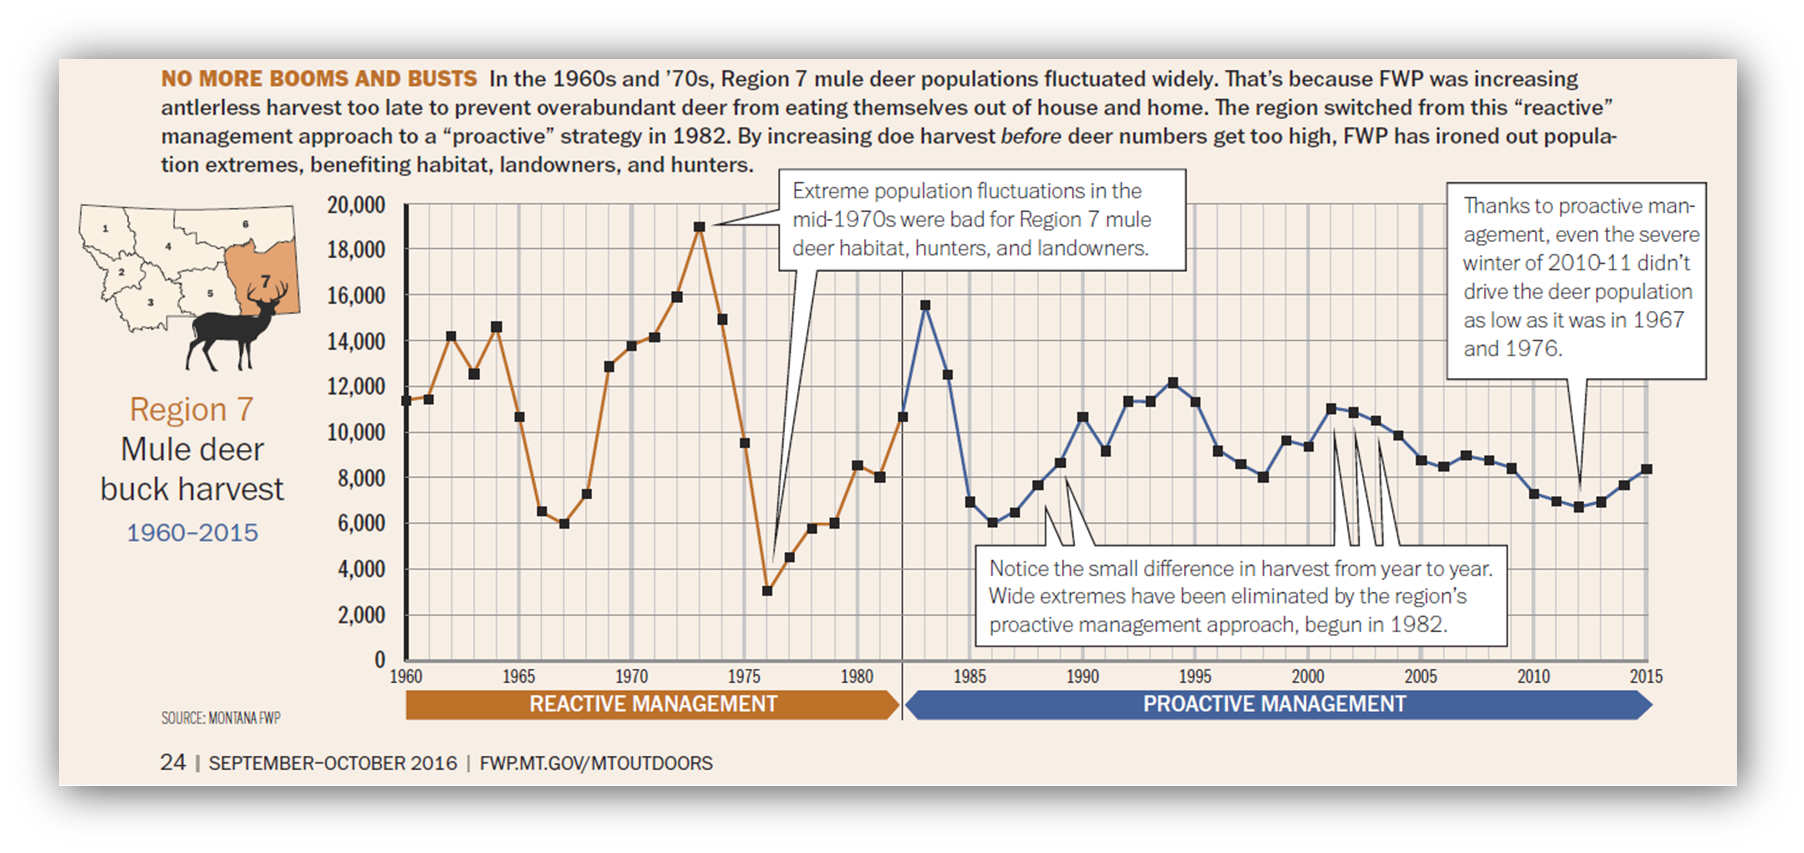 NO MORE BOOMS AND BUSTS In the 1960s and ’70s, Region 7 mule deer populations fluctuated widely. That’s because FWP was increasing
antlerless harvest too late to prevent overabundant deer from eating themselves out of house and home. The region switched from this “reactive”
management approach to a “proactive” strategy in 1982. By increasing doe harvest before deer numbers get too high, FWP has ironed out popula-
tion extremes, benefiting habitat, landowners, and hunters.
Extreme population fluctuations in the
mid-1970s were bad for Region 7 mule
deer habitat, hunters, and landowners.
Thanks to proactive man-
agement, even the severe
winter of 2010-11 didn’t
drive the deer population
as low as it was in 1967
and 1976.
1
2
3
4
5
6
7
Region 7
Mule deer
buck harvest
1960–2015
20,000
18,000
16,000
14,000
12,000
10,000
8,000
6,000
4,000
2,000
0
Notice the small difference in harvest from year to year.
Wide extremes have been eliminated by the region’s
proactive management approach, begun in 1982.
1960 1965 1970 1975 1980 1985 1990 1995 2000 2005 2010 2015
REACTIVE MANAGEMENT PROACTIVE MANAGEMENT
SOURCE: MONTANA FWP
24 | SEPTEMBER–OCTOBER 2016 | FWP.MT.GOV/MTOUTDOORS